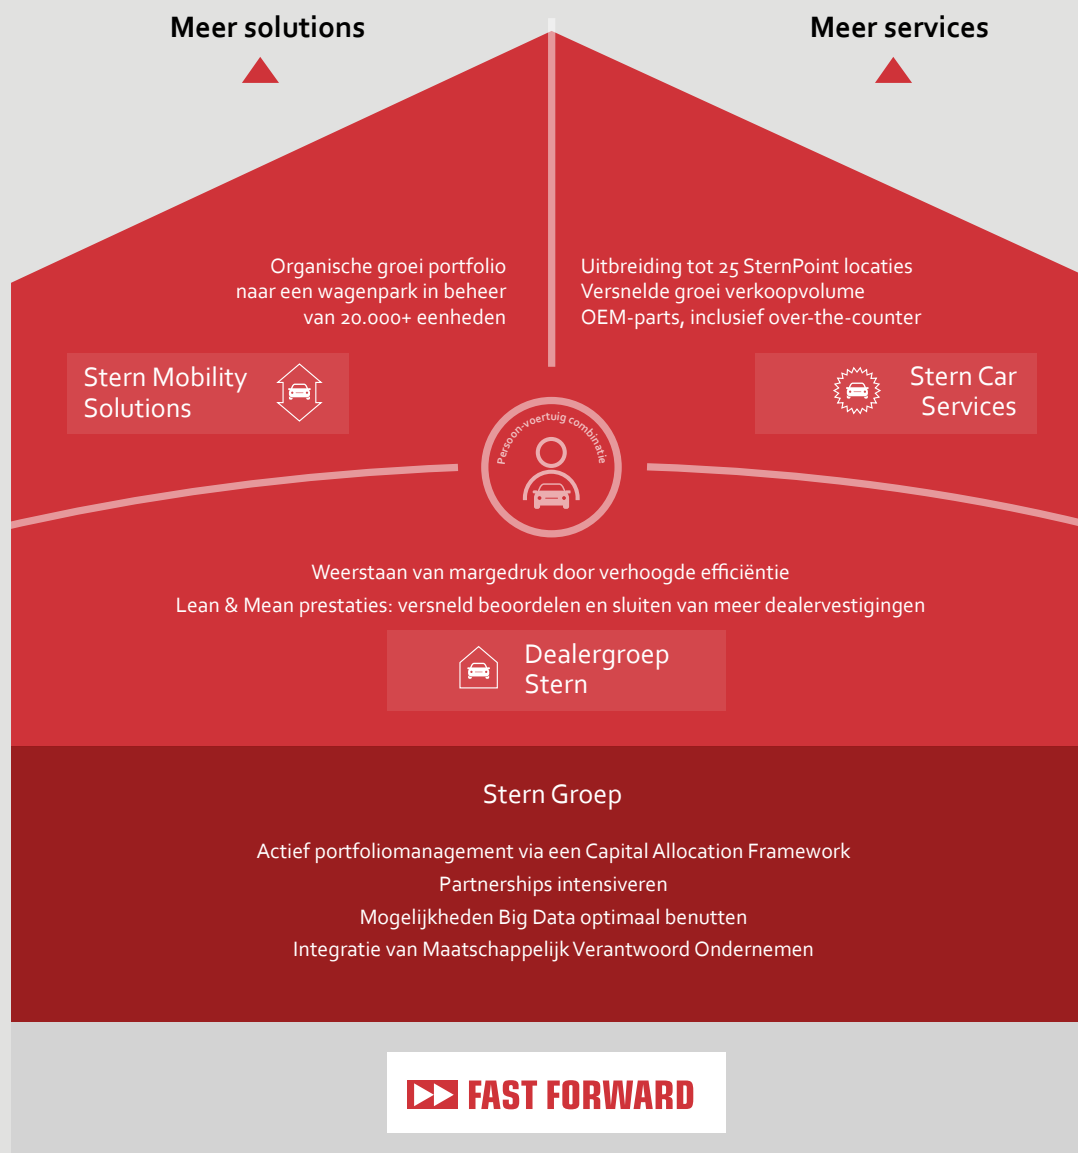 Meer solutions
Meer services
Organische groei portfolio
naar een wagenpark in beheer
van 20.000+ eenheden
Uitbreiding tot 25 SternPoint locaties
Versnelde groei verkoopvolume
OEM-parts, inclusief over-the-counter
Stern Mobility
Solutions
Stern Car
Services
Persoon-voertuig combinatie
Weerstaan van margedruk door verhoogde efficiëntie
Lean & Mean prestaties: versneld beoordelen en sluiten van meer dealervestigingen
Dealergroep
Stern
Stern Groep
Actief portfoliomanagement via een Capital Allocation Framework
Partnerships intensiveren
Mogelijkheden Big Data optimaal benutten
Integratie van Maatschappelijk Verantwoord Ondernemen
FAST FORWARD